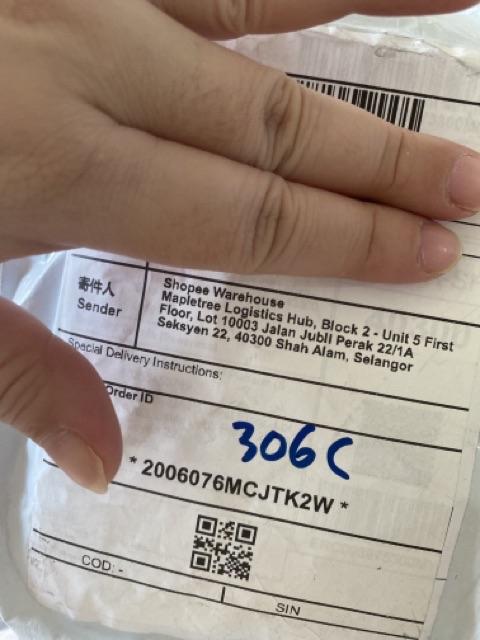 寄件人
Sender
Shopee Warehouse
Mapletree Logistics Hub, Block 2 - Unit 5 First
Floor, Lot 10003 Jalan Jubli Perak 22/1A
Seksyen 22, 40300 Shah Alam, Selangor
Special Delivery Instructions:
Order ID
306C
* 2006076MCJTK2W *
COD: -
SIN